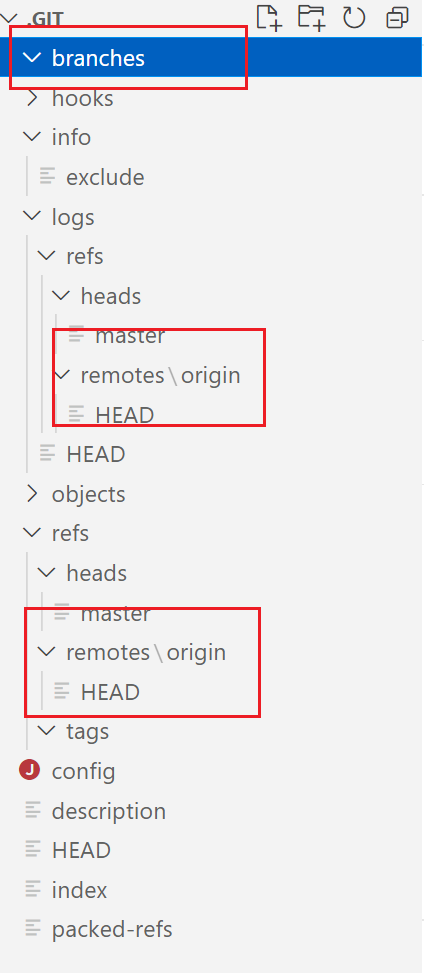 .GIT
branches
hooks
info
exclude
logs
refs
heads
master
remotes\origin
HEAD
HEAD
objects
refs
heads
master
remotes\origin
HEAD
tags
J config
description
HEAD
index
packed-refs